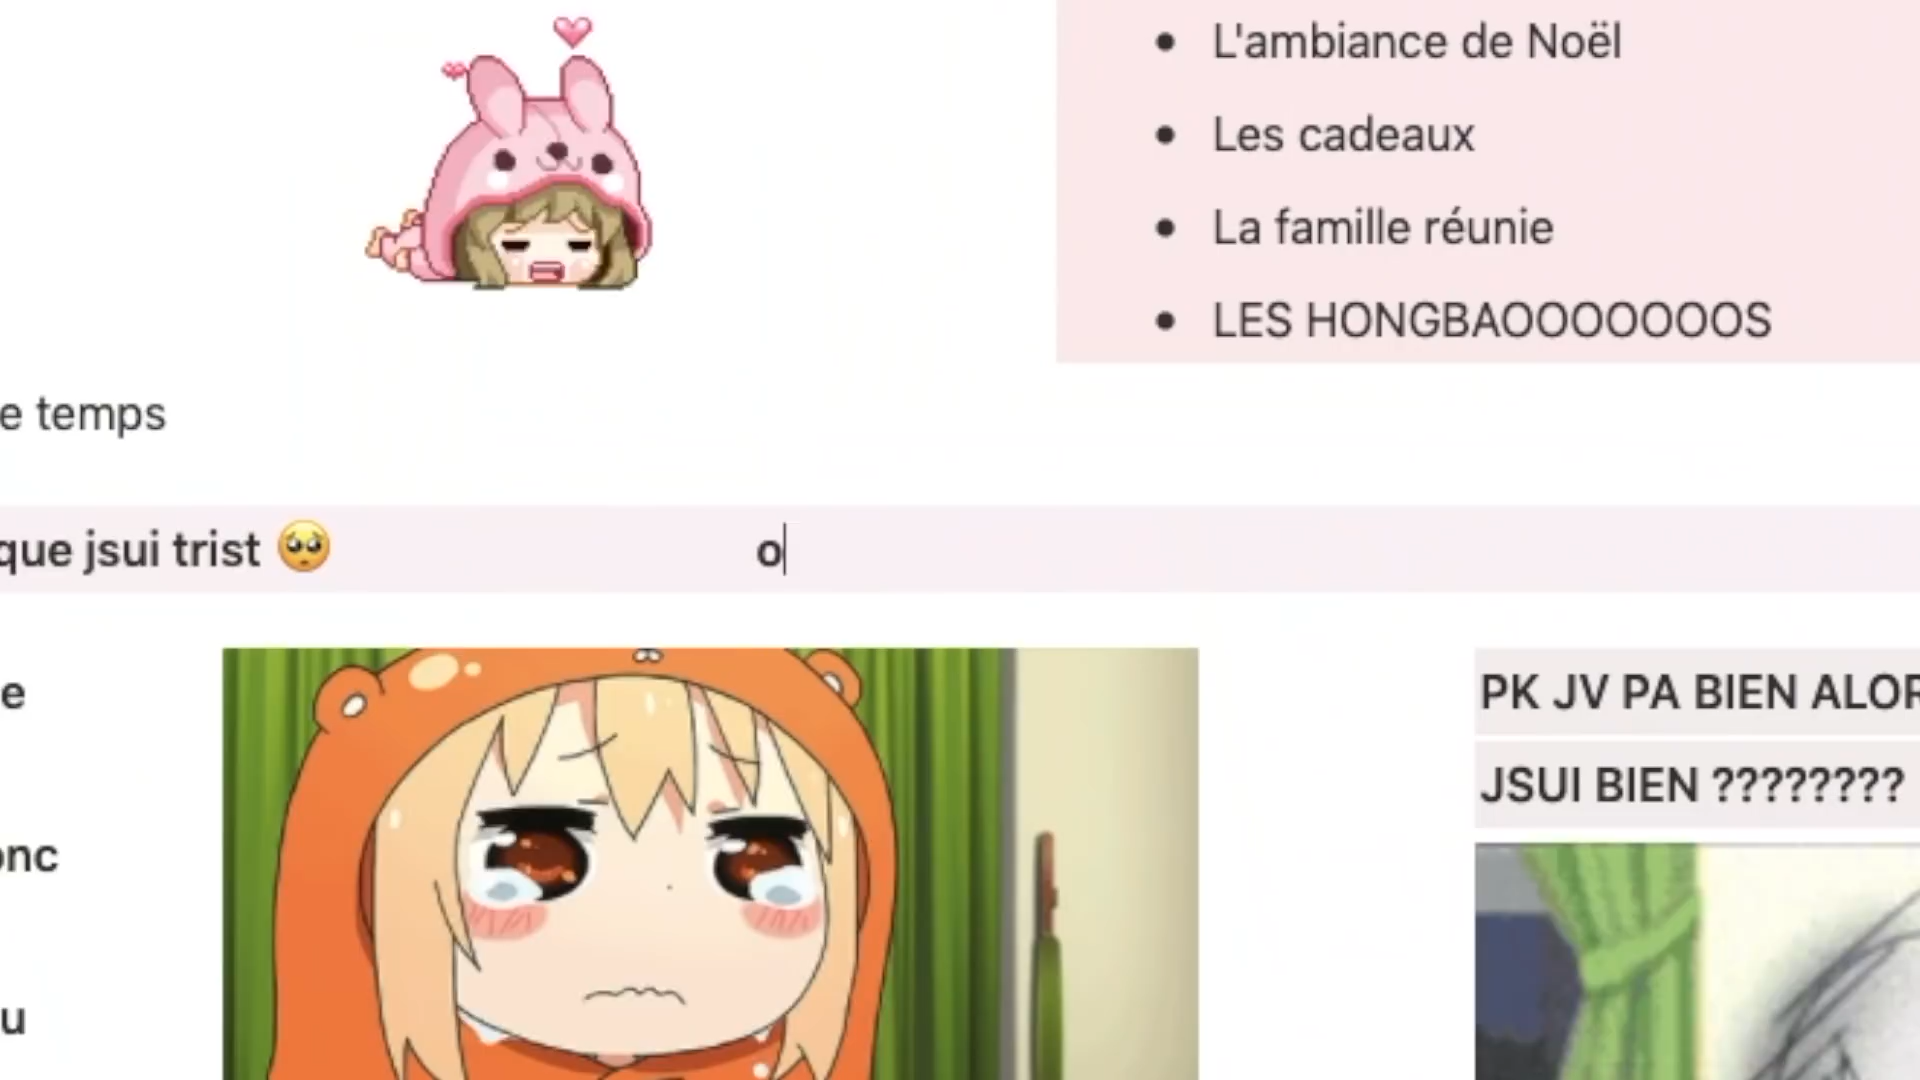 L'ambiance de Noël
Les cadeaux
La famille réunie
LES HONGBAOOOOOOOS
e temps
que jsui trist 🥺 o
e
onc
u
PK JV PA BIEN ALOR
JSUI BIEN ????????